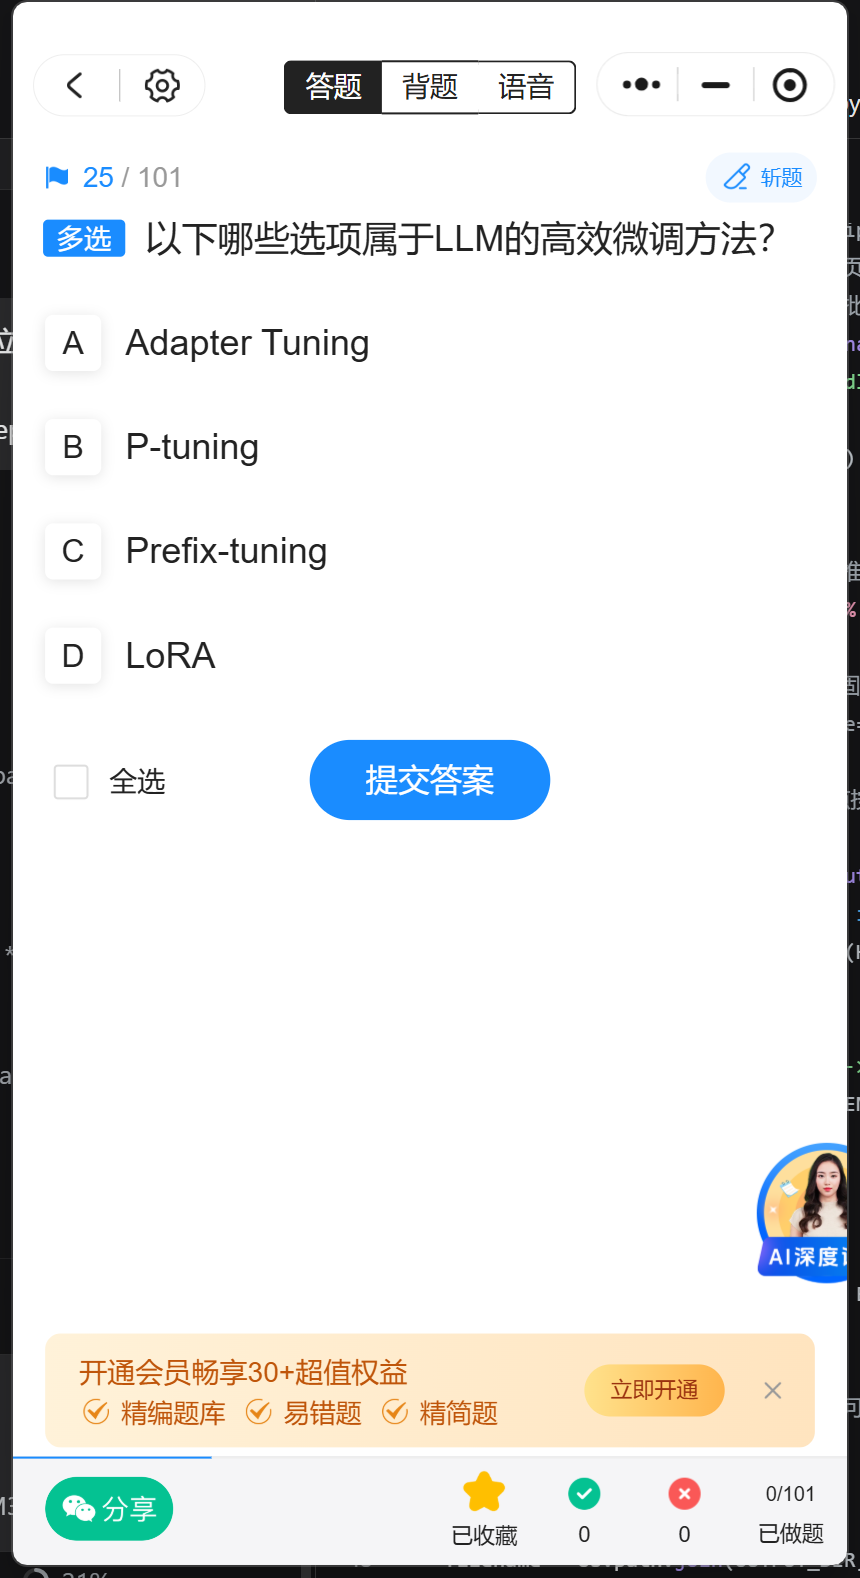 答题 背题 语音
25 / 101
斩题
多选 以下哪些选项属于LLM的高效微调方法？
A Adapter Tuning
B P-tuning
C Prefix-tuning
D LoRA
全选
提交答案
AI深度
开通会员畅享30+超值权益
精编题库 易错题 精简题
立即开通
分享
已收藏
0
0
0/101
已做题